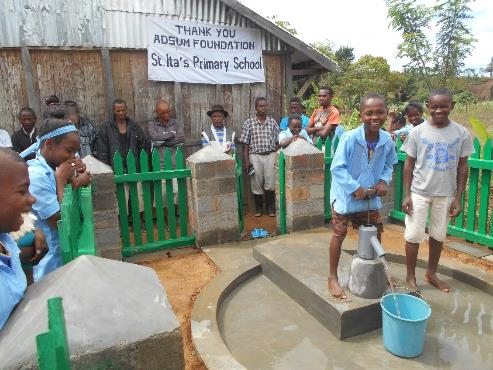 THANK YOU
ADSUM FOUNDATION
St. Ita's Primary School